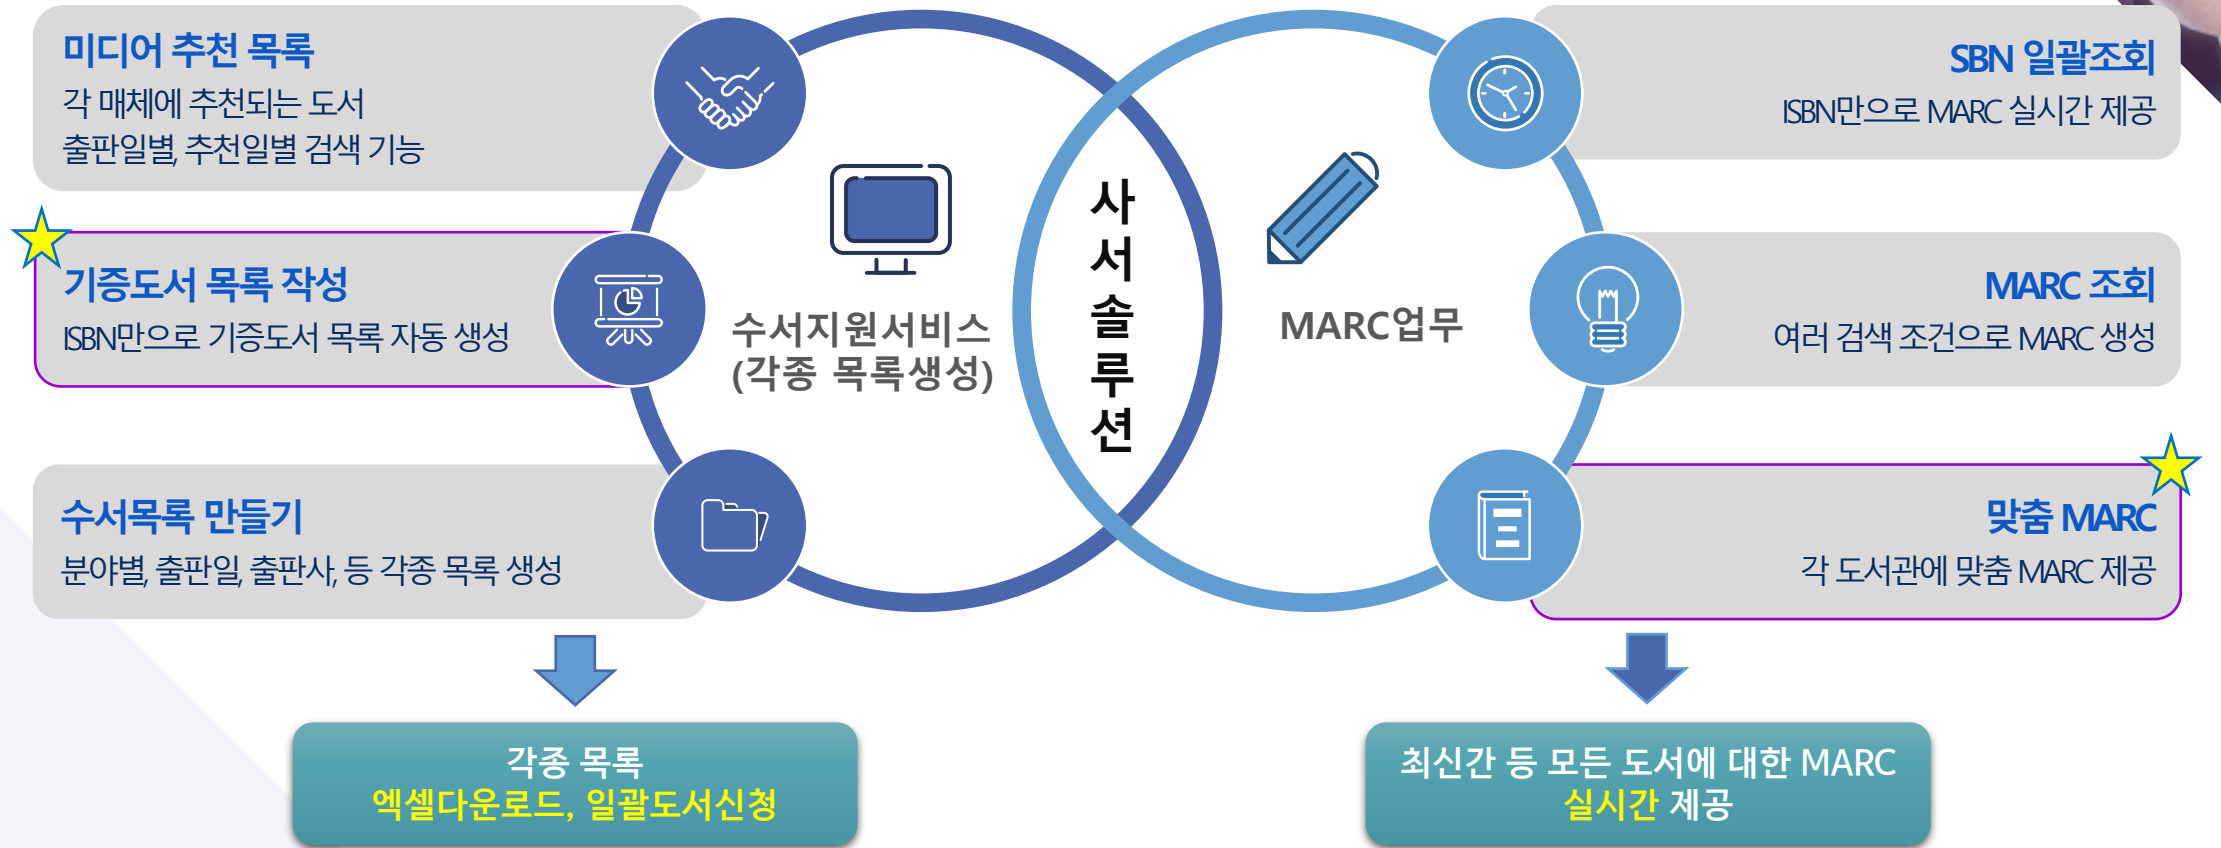 미디어 추천 목록
각 매체에 추천되는 도서
출판일별, 추천일별 검색 기능
기증도서 목록 작성
ISBN만으로 기증도서 목록 자동 생성
수서목록 만들기
분야별, 출판일, 출판사, 등 각종 목록 생성
수서지원서비스
(각종 목록생성)
사
서
솔
루
션
MARC업무
SBN 일괄조회
ISBN만으로 MARC 실시간 제공
MARC 조회
여러 검색 조건으로 MARC 생성
맞춤 MARC
각 도서관에 맞춤 MARC 제공
각종 목록
엑셀다운로드, 일괄도서신청
최신간 등 모든 도서에 대한 MARC
실시간 제공